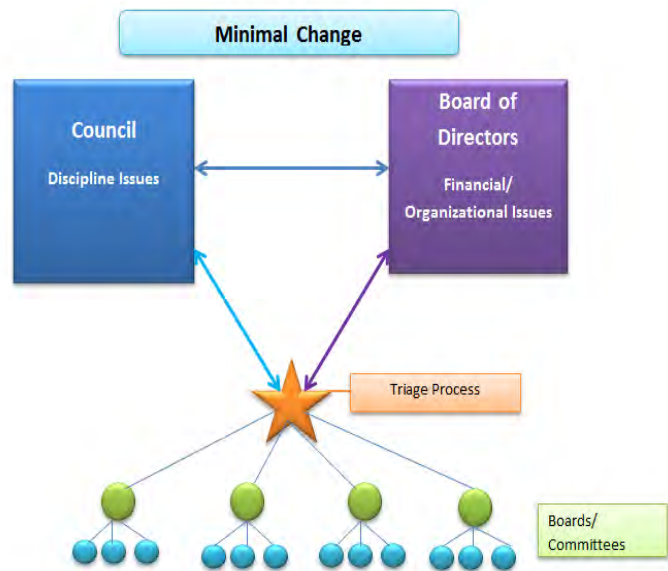 Minimal Change
Council
Discipline Issues
Board of
Directors
Financial/
Organizational Issues
Triage Process
Boards/
Committees